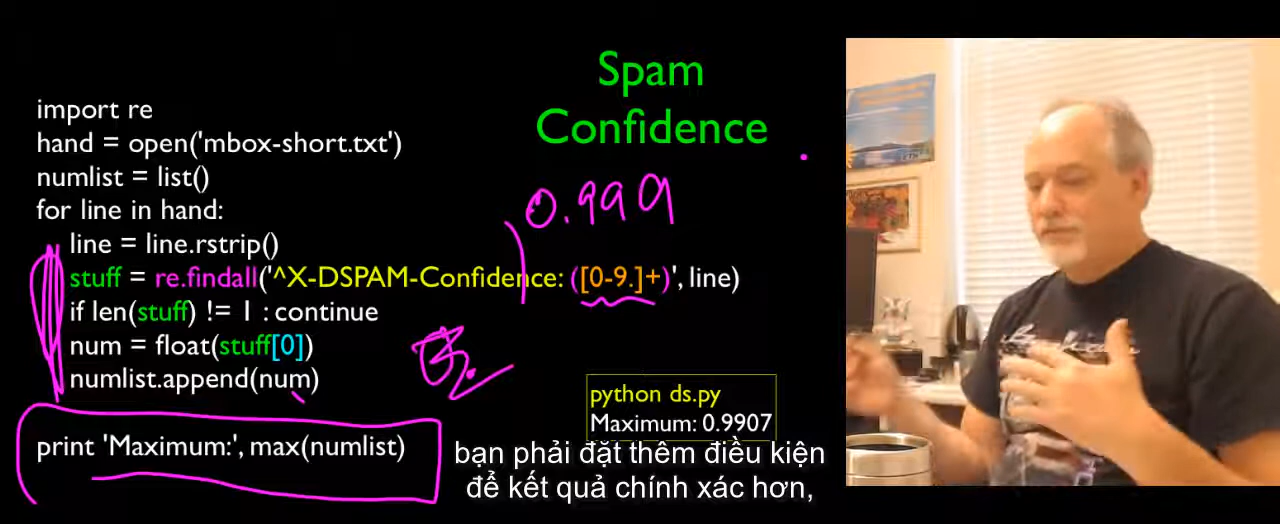 Spam
Confidence
import re
hand = open('mbox-short.txt')
numlist = list()
for line in hand:
line = line.rstrip()
stuff = re.findall('^X-DSPAM-Confidence: ([0-9.]+)', line)
if len(stuff) != 1 : continue
num = float(stuff[0])
numlist.append(num)
print 'Maximum:', max(numlist)
0.999
python ds.py
Maximum: 0.9907
bạn phải đặt thêm điều kiện
để kết quả chính xác hơn,